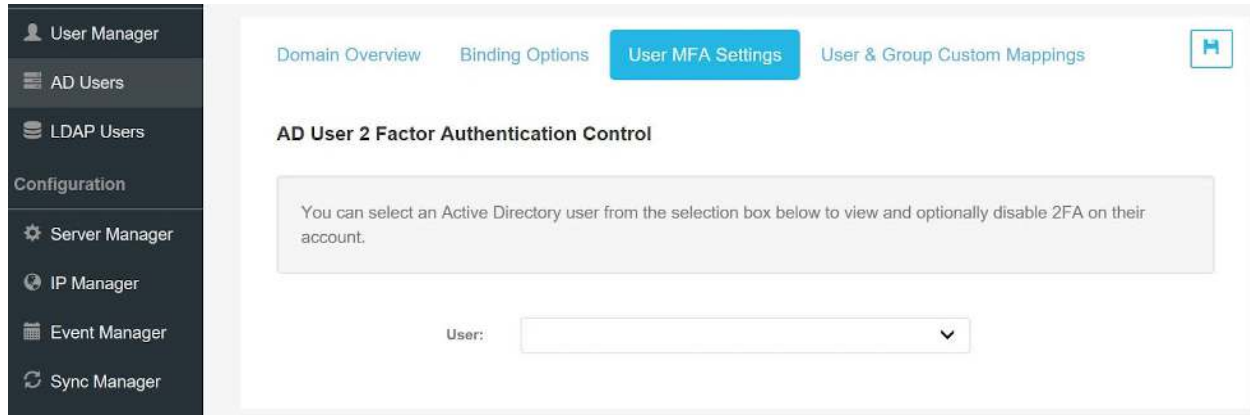 User Manager
AD Users
LDAP Users
Configuration
Server Manager
IP Manager
Event Manager
Sync Manager
Domain Overview
Binding Options
User MFA Settings
User & Group Custom Mappings
AD User 2 Factor Authentication Control
You can select an Active Directory user from the selection box below to view and optionally disable 2FA on their
account.
User: